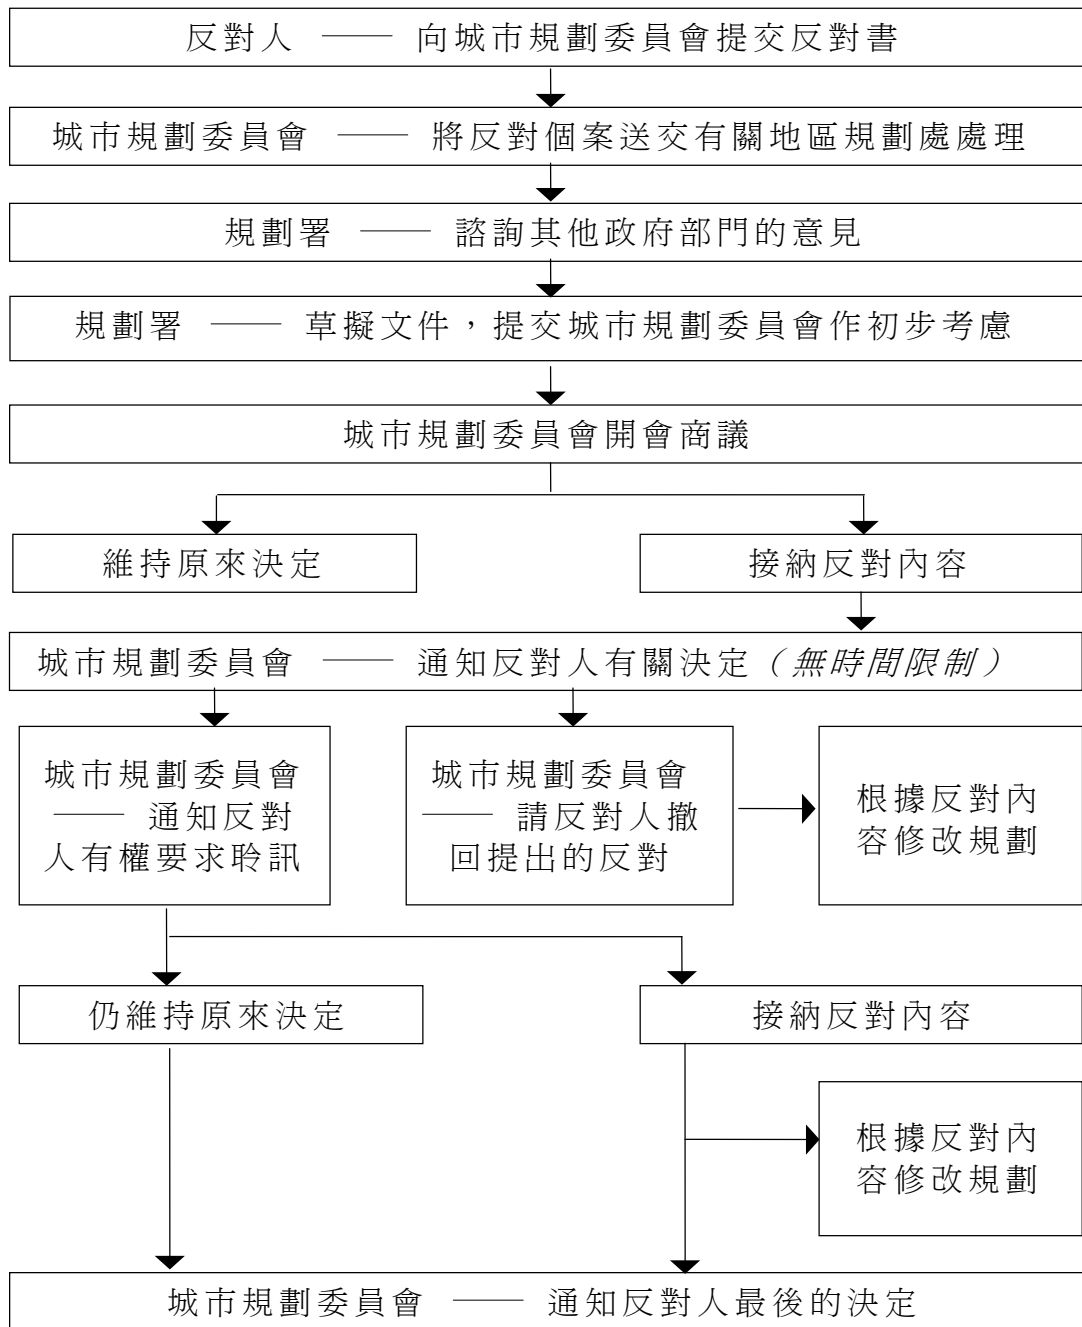 反對人 —— 向城市規劃委員會提交反對書
城市規劃委員會 —— 將反對個案送交有關地區規劃處處理
規劃署 —— 諮詢其他政府部門的意見
規劃署 —— 草擬文件，提交城市規劃委員會作初步考慮
城市規劃委員會開會商議
維持原來決定
接納反對內容
城市規劃委員會 —— 通知反對人有關決定（無時間限制）
城市規劃委員會
—— 通知反對
人有權要求聆訊
城市規劃委員會
—— 請反對人撤
回提出的反對
根據反對內
容修改規劃
仍維持原來決定
接納反對內容
根據反對內
容修改規劃
城市規劃委員會 —— 通知反對人最後的決定